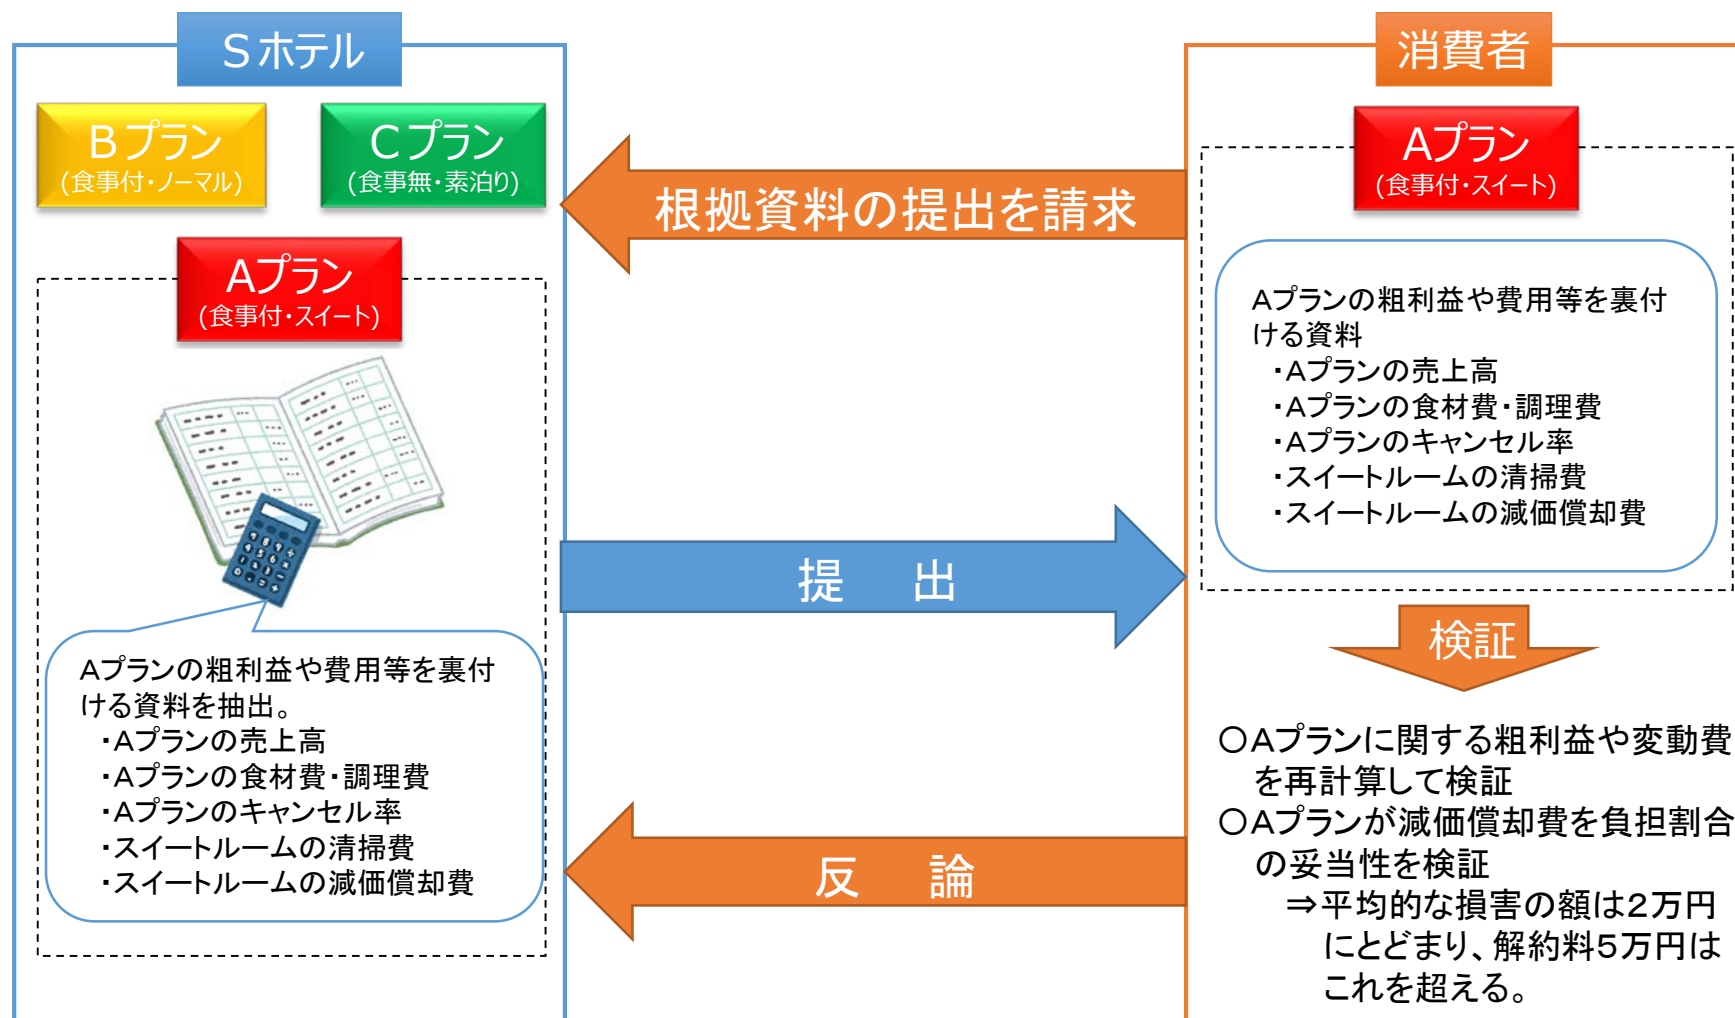 Sホテル
Bプラン
(食事付・ノーマル)
Cプラン
(食事無・素泊り)
Aプラン
(食事付・スイート)
Aプランの粗利益や費用等を裏付
ける資料を抽出。
・Aプランの売上高
・Aプランの食材費・調理費
・Aプランのキャンセル率
・スイートルームの清掃費
・スイートルームの減価償却費
根拠資料の提出を請求
提 出
反 論
消費者
Aプラン
(食事付・スイート)
Aプランの粗利益や費用等を裏付
ける資料
・Aプランの売上高
・Aプランの食材費・調理費
・Aプランのキャンセル率
・スイートルームの清掃費
・スイートルームの減価償却費
検証
○Aプランに関する粗利益や変動費
を再計算して検証
○Aプランが減価償却費を負担割合
の妥当性を検証
⇒平均的な損害の額は2万円
にとどまり、解約料5万円は
これを超える。